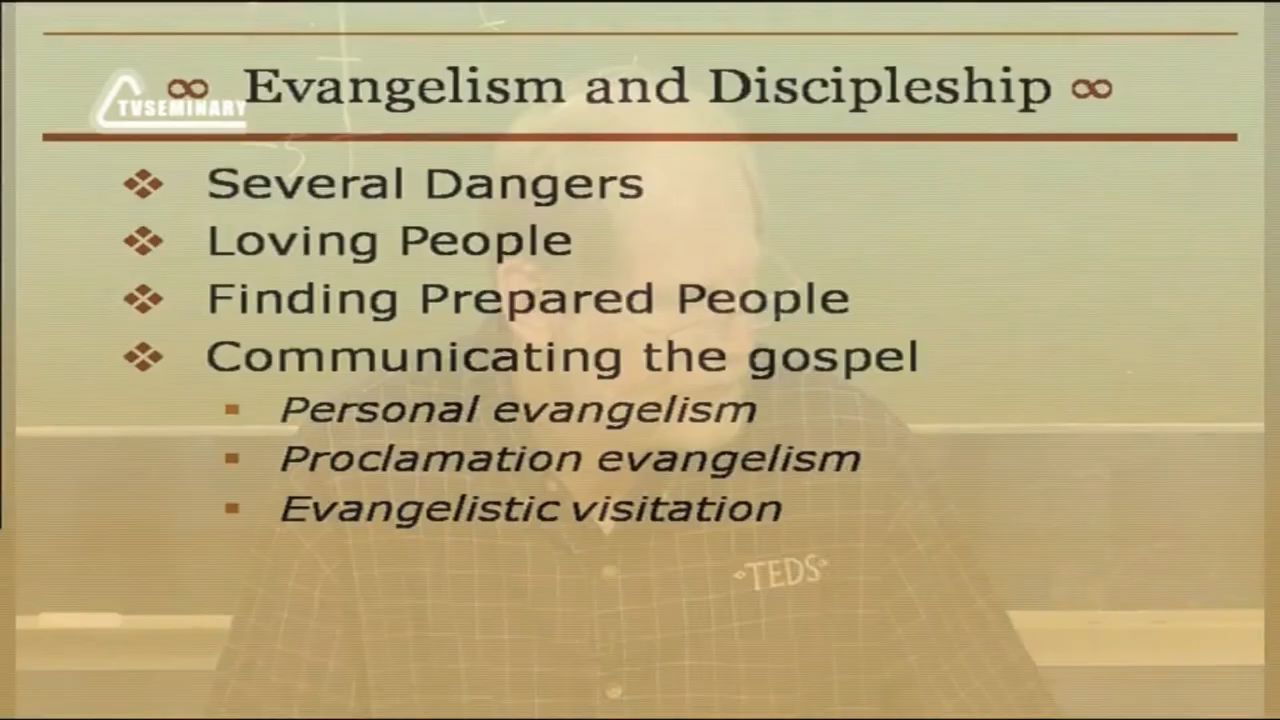 ∞ Evangelism and Discipleship ∞
TVSEMINARY
Several Dangers
Loving People
Finding Prepared People
Communicating the gospel
Personal evangelism
Proclamation evangelism
Evangelistic visitation
TEDS
-5